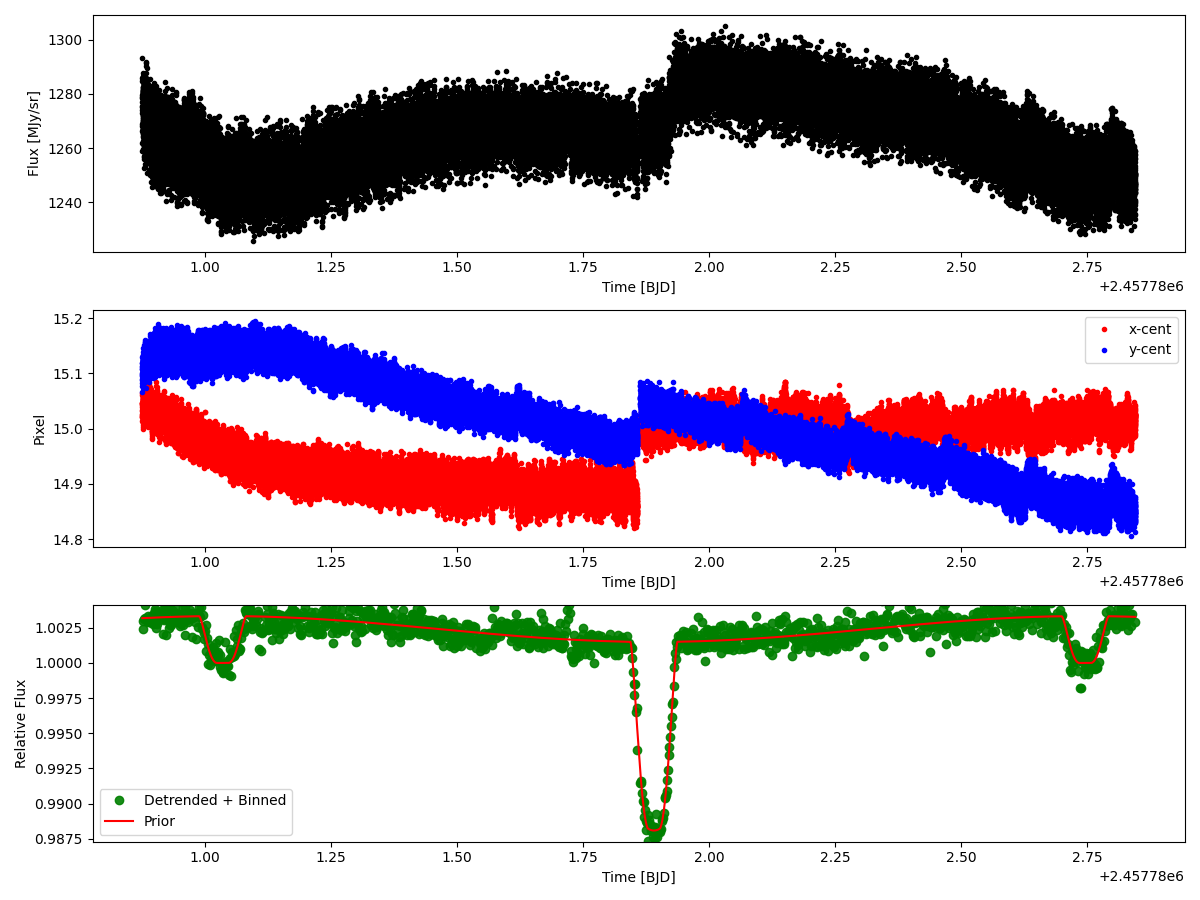 Flux [MJy/sr]
1300
1280
1260
1240
1.00 1.25 1.50 1.75 2.00 2.25 2.50 2.75
Time [BJD]
+2.45778e6
Pixel
15.2
15.1
15.0
14.9
14.8
x-cent
y-cent
1.00 1.25 1.50 1.75 2.00 2.25 2.50 2.75
Time [BJD]
+2.45778e6
Relative Flux
1.0025
1.0000
0.9975
0.9950
0.9925
0.9900
0.9875
Detrended + Binned
Prior
1.00 1.25 1.50 1.75 2.00 2.25 2.50 2.75
Time [BJD]
+2.45778e6